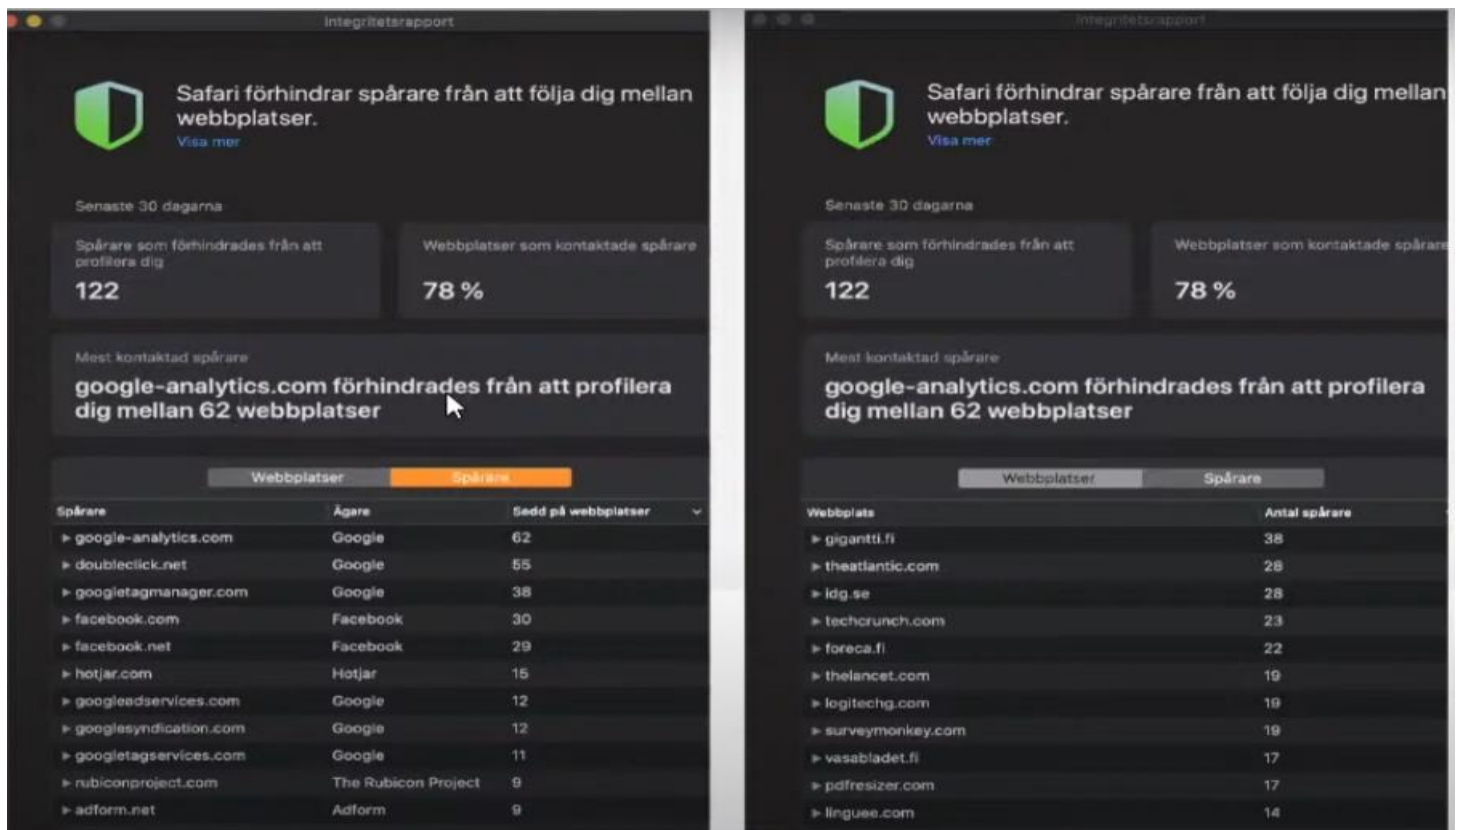 Integritetsrapport
Safari förhindrar spårare från att följa dig mellan
webbplatser.
Visa mer
Senaste 30 dagarna
Spårare som förhindrades från att
profilera dig
122
Webbplatser som kontaktade spårare
78 %
Mest kontaktad spårare
google-analytics.com förhindrades från att profilera
dig mellan 62 webbplatser
Webbplatser Spårare
Spårare Ägare Sedd på webbplatser
google-analytics.com Google 62
doubleclick.net Google 55
googletagmanager.com Google 38
facebook.com Facebook 30
facebook.net Facebook 29
hotjar.com Hotjar 15
googleadservices.com Google 12
googlesyndication.com Google 12
googletagservices.com Google 11
rubiconproject.com The Rubicon Project 9
adform.net Adform 9
Integritetsrapport
Safari förhindrar spårare från att följa dig mellan
webbplatser.
Visa mer
Senaste 30 dagarna
Spårare som förhindrades från att
profilera dig
122
Webbplatser som kontaktade spårare
78 %
Mest kontaktad spårare
google-analytics.com förhindrades från att profilera
dig mellan 62 webbplatser
Webbplatser Spårare
Webbplats Antal spårare
gigantti.fi 38
theatlantic.com 28
idg.se 28
techcrunch.com 23
foreca.fi 22
thelancet.com 19
logitechg.com 19
surveymonkey.com 19
vasabladet.fi 17
pdfresizer.com 17
linguee.com 14